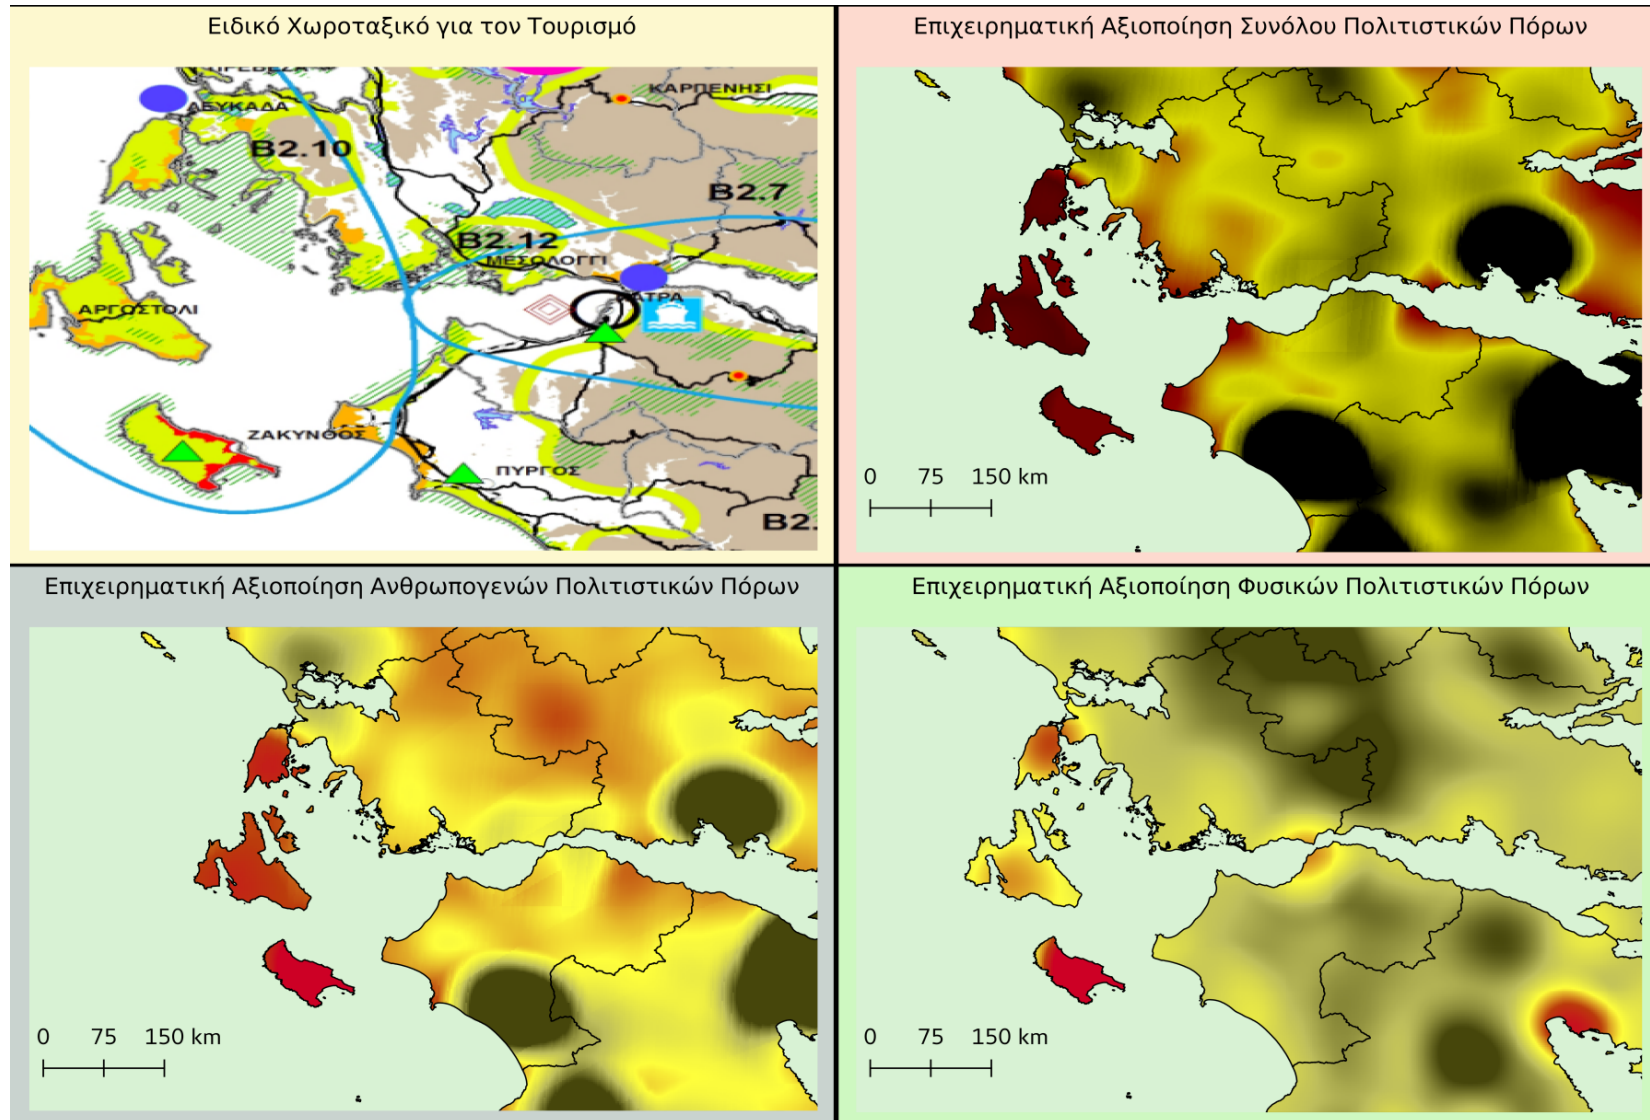 Ειδικό Χωροταξικό για τον Τουρισμό
Επιχειρηματική Αξιοποίηση Συνόλου Πολιτιστικών Πόρων
ΛΕΥΚΑΔΑ
ΚΑΡΠΕΝΗΣΙ
B2.10
B2.7
B2.12
ΜΕΣΟΛΟΓΓΙ
ΑΡΓΟΣΤΟΛΙ
ΖΑΚΥΝΘΟΣ
ΠΥΡΓΟΣ
B2.
0 75 150 km
Επιχειρηματική Αξιοποίηση Ανθρωπογενών Πολιτιστικών Πόρων
Επιχειρηματική Αξιοποίηση Φυσικών Πολιτιστικών Πόρων
0 75 150 km
0 75 150 km